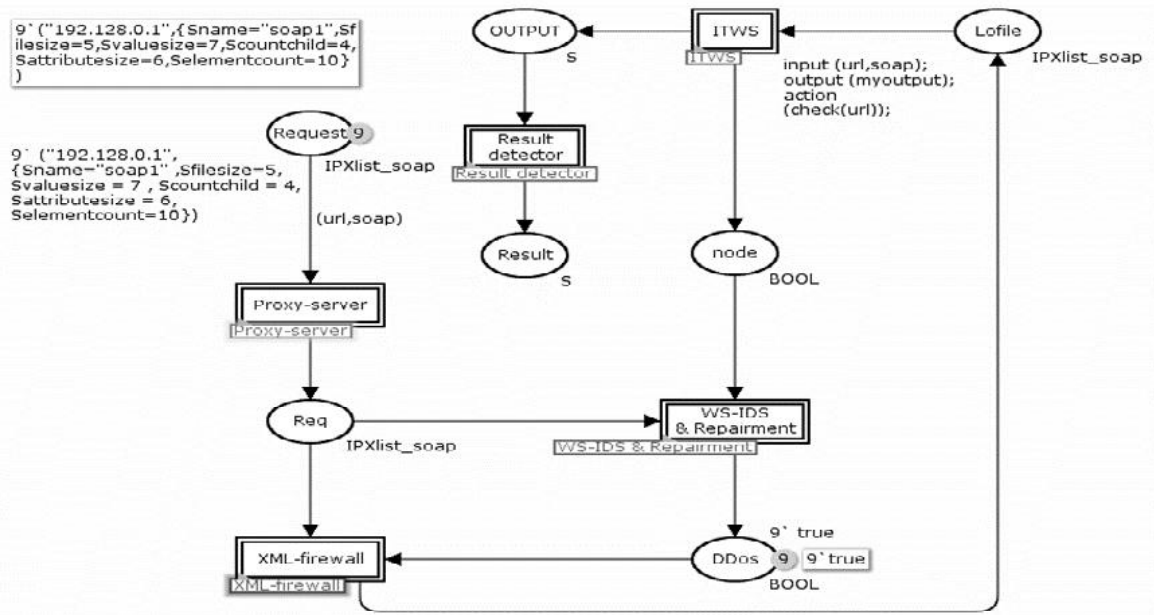 9`("192.128.0.1",{Sname="soap1",Sf
ilesize=5,Svaluesize=7,Scountchild=4,
Sattributesize=6,Selementcount=10}
)
OUTPUT
S
ITWS
ITWS
Lofile
IPXlist_soap
input (url,soap);
output (myoutput);
action
(check(url));
Request 9
IPXlist_soap
9` ("192.128.0.1",
{Sname="soap1" ,Sfilesize=5,
Svaluesize = 7 , Scountchild = 4,
Sattributesize = 6,
Selementcount=10})
(url,soap)
Result
detector
Result detector
Result
S
node
BOOL
Proxy-server
Proxy-server
Req
IPXlist_soap
WS-IDS
& Repairment
WS-IDS & Repairment
XML-firewall
XML-firewall
9` true
DDos 9 9`true
BOOL